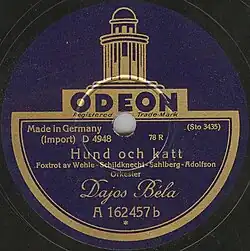 ODEON
Registered Trade-Mark
Made in Germany
(Sto 3435)
(Import) D 4948
78 R
Hund och katt
Foxtrot av Wehle-Schildknecht-Sahlberg-Adolfson
Orkester
Dajos Béla
A 162457b
*